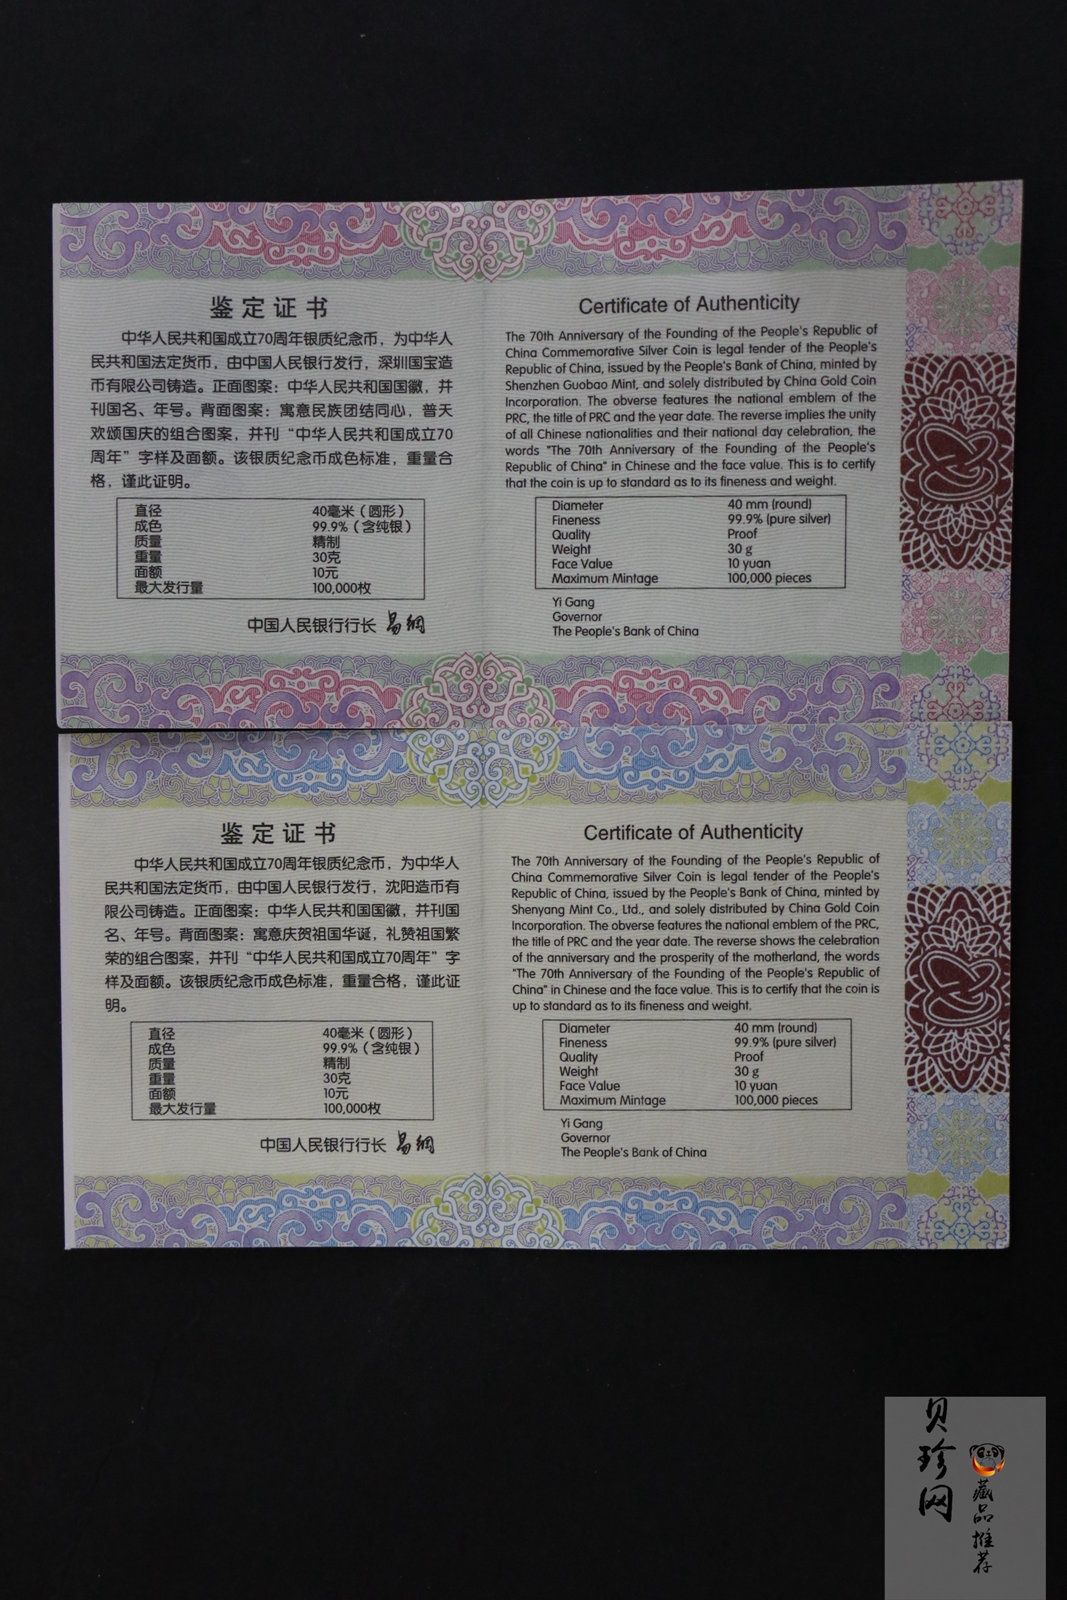 鉴定证书
中华人民共和国成立70周年银质纪念币，为中华人
民共和国法定货币，由中国人民银行发行，深圳国宝造
币有限公司铸造。正面图案：中华人民共和国国徽，并
刊国名、年号。背面图案：寓意民族团结同心，普天
欢颂国庆的组合图案，并刊“中华人民共和国成立70
周年”字样及面额。该银质纪念币成色标准，重量合
格，谨此证明。
直径 40毫米（圆形）
成色 99.9%（含纯银）
质量 精制
重量 30克
面额 10元
最大发行量 100,000枚
中国人民银行行长 易纲
Certificate of Authenticity
The 70th Anniversary of the Founding of the People's Republic of
China Commemorative Silver Coin is legal tender of the People's
Republic of China, issued by the People's Bank of China, minted by
Shenzhen Guobao Mint, and solely distributed by China Gold Coin
Incorporation. The obverse features the national emblem of the
PRC, the title of PRC and the year date. The reverse implies the unity
of all Chinese nationalities and their national day celebration, the
words "The 70th Anniversary of the Founding of the People's
Republic of China" in Chinese and the face value. This is to certify
that the coin is up to standard as to its fineness and weight.
Diameter 40 mm (round)
Fineness 99.9% (pure silver)
Quality Proof
Weight 30 g
Face Value 10 yuan
Maximum Mintage 100,000 pieces
Yi Gang
Governor
The People's Bank of China
鉴定证书
中华人民共和国成立70周年银质纪念币，为中华人
民共和国法定货币，由中国人民银行发行，沈阳造币有
限公司铸造。正面图案：中华人民共和国国徽，并刊国
名、年号。背面图案：寓意庆贺祖国华诞，礼赞祖国繁
荣的组合图案，并刊“中华人民共和国成立70周年”字
样及面额。该银质纪念币成色标准，重量合格，谨此证
明。
直径 40毫米（圆形）
成色 99.9%（含纯银）
质量 精制
重量 30克
面额 10元
最大发行量 100,000枚
中国人民银行行长 易纲
Certificate of Authenticity
The 70th Anniversary of the Founding of the People's Republic of
China Commemorative Silver Coin is legal tender of the People's
Republic of China, issued by the People's Bank of China, minted by
Shenyang Mint Co., Ltd., and solely distributed by China Gold Coin
Incorporation. The obverse features the national emblem of the PRC,
the title of PRC and the year date. The reverse shows the celebration
of the anniversary and the prosperity of the motherland, the words
"The 70th Anniversary of the Founding of the People's Republic of
China" in Chinese and the face value. This is to certify that the coin is
up to standard as to its fineness and weight.
Diameter 40 mm (round)
Fineness 99.9% (pure silver)
Quality Proof
Weight 30 g
Face Value 10 yuan
Maximum Mintage 100,000 pieces
Yi Gang
Governor
The People's Bank of China
贝珍网
藏品推荐